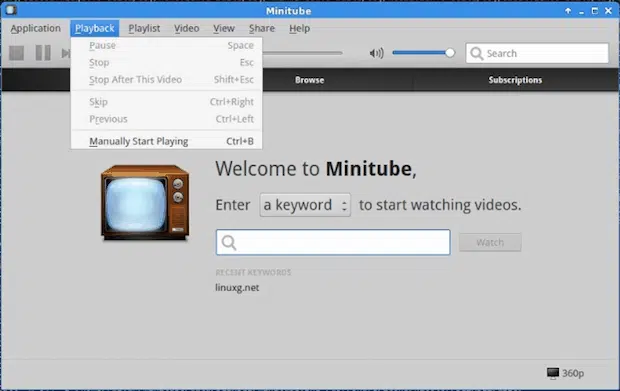 Minitube
Application Playback Playlist Video View Share Help
Pause Space
Stop Esc
Stop After This Video Shift+Esc
Skip Ctrl+Right
Previous Ctrl+Left
Manually Start Playing Ctrl+B
Search
Browse Subscriptions
Welcome to Minitube,
Enter a keyword to start watching videos.
Watch
RECENT KEYWORDS
linuxg.net
360p